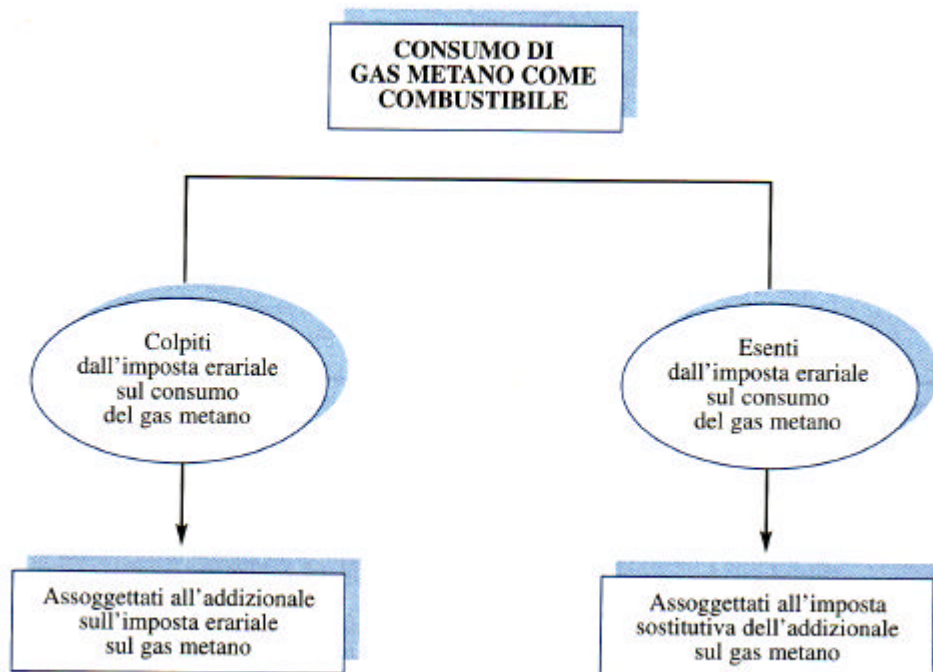 CONSUMO DI
GAS METANO COME
COMBUSTIBILE
Colpiti
dall'imposta erariale
sul consumo
del gas metano
Esenti
dall'imposta erariale
sul consumo
del gas metano
Assoggettati all'addizionale
sull'imposta erariale
sul gas metano
Assoggettati all'imposta
sostitutiva dell'addizionale
sul gas metano